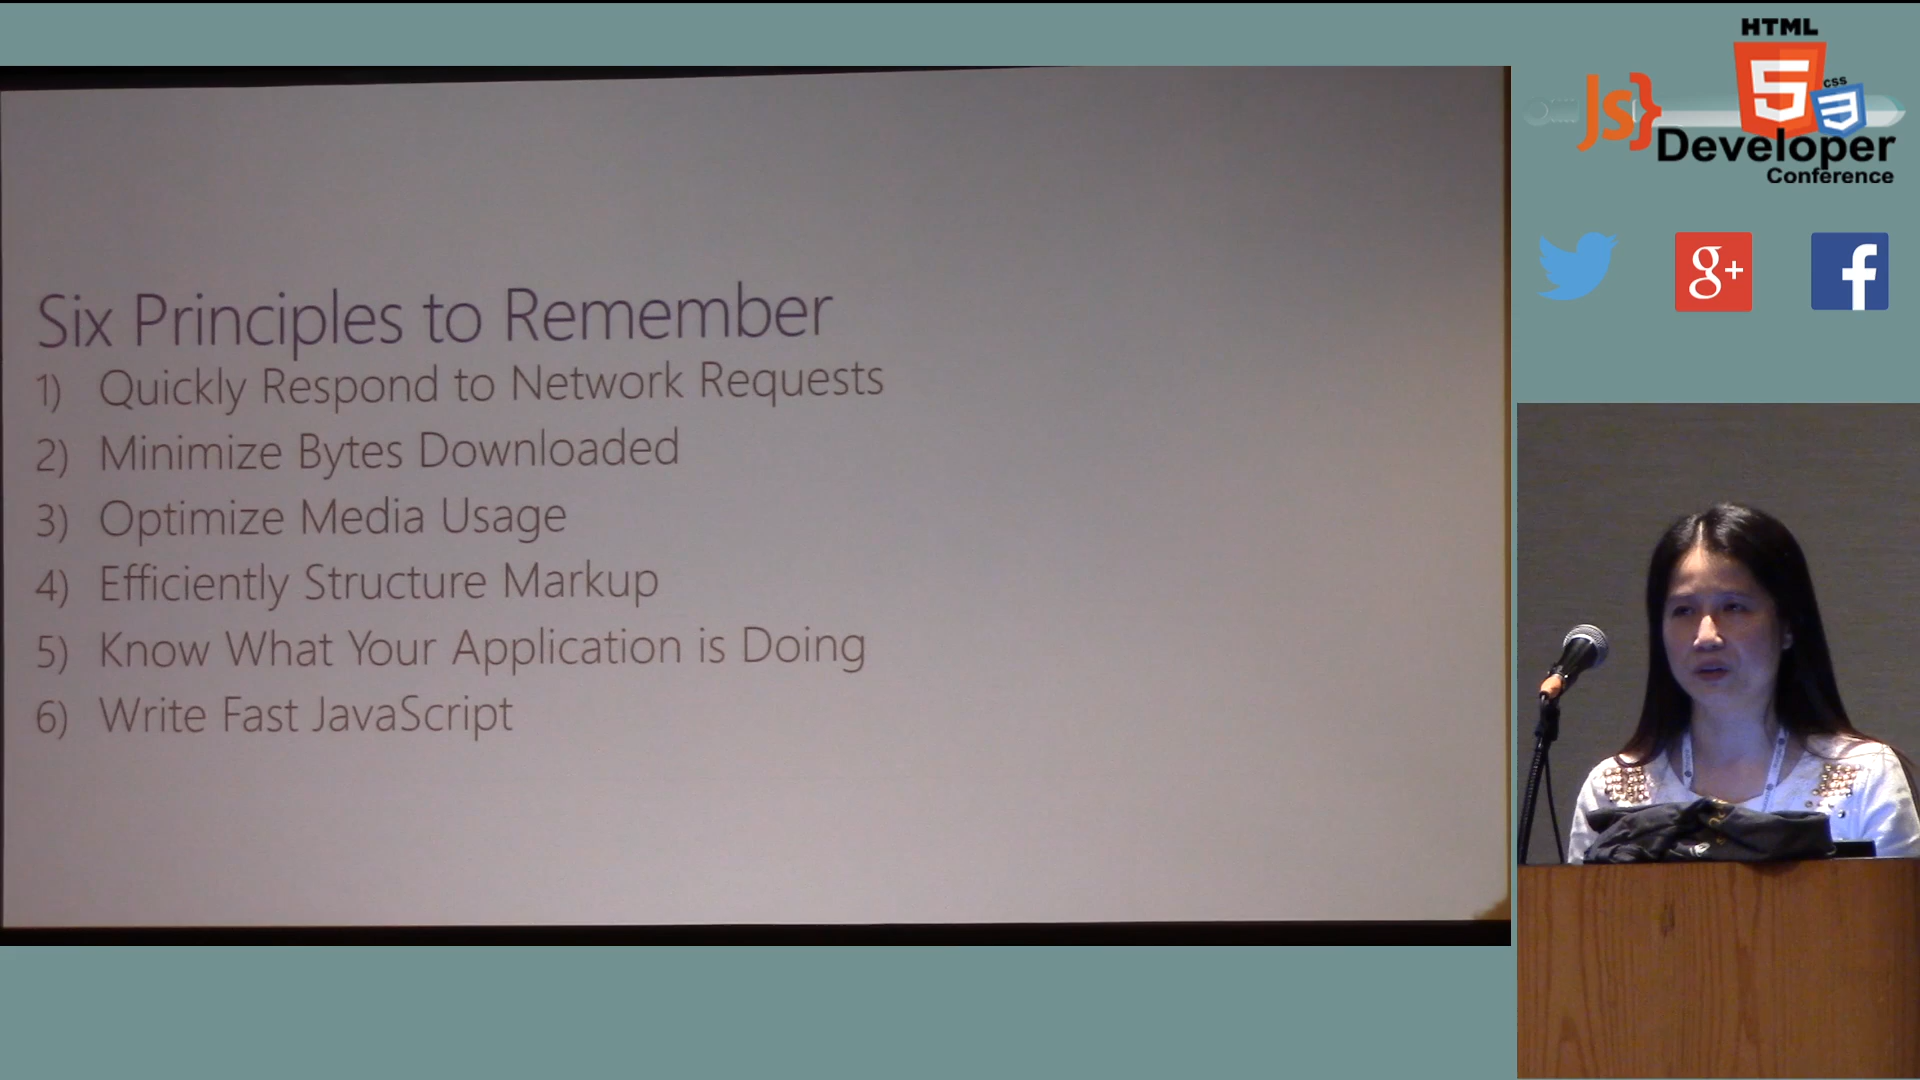 Six Principles to Remember
1) Quickly Respond to Network Requests
2) Minimize Bytes Downloaded
3) Optimize Media Usage
4) Efficiently Structure Markup
5) Know What Your Application is Doing
6) Write Fast JavaScript
HTML
5
CSS
3
JS}
Developer
Conference
g+
f